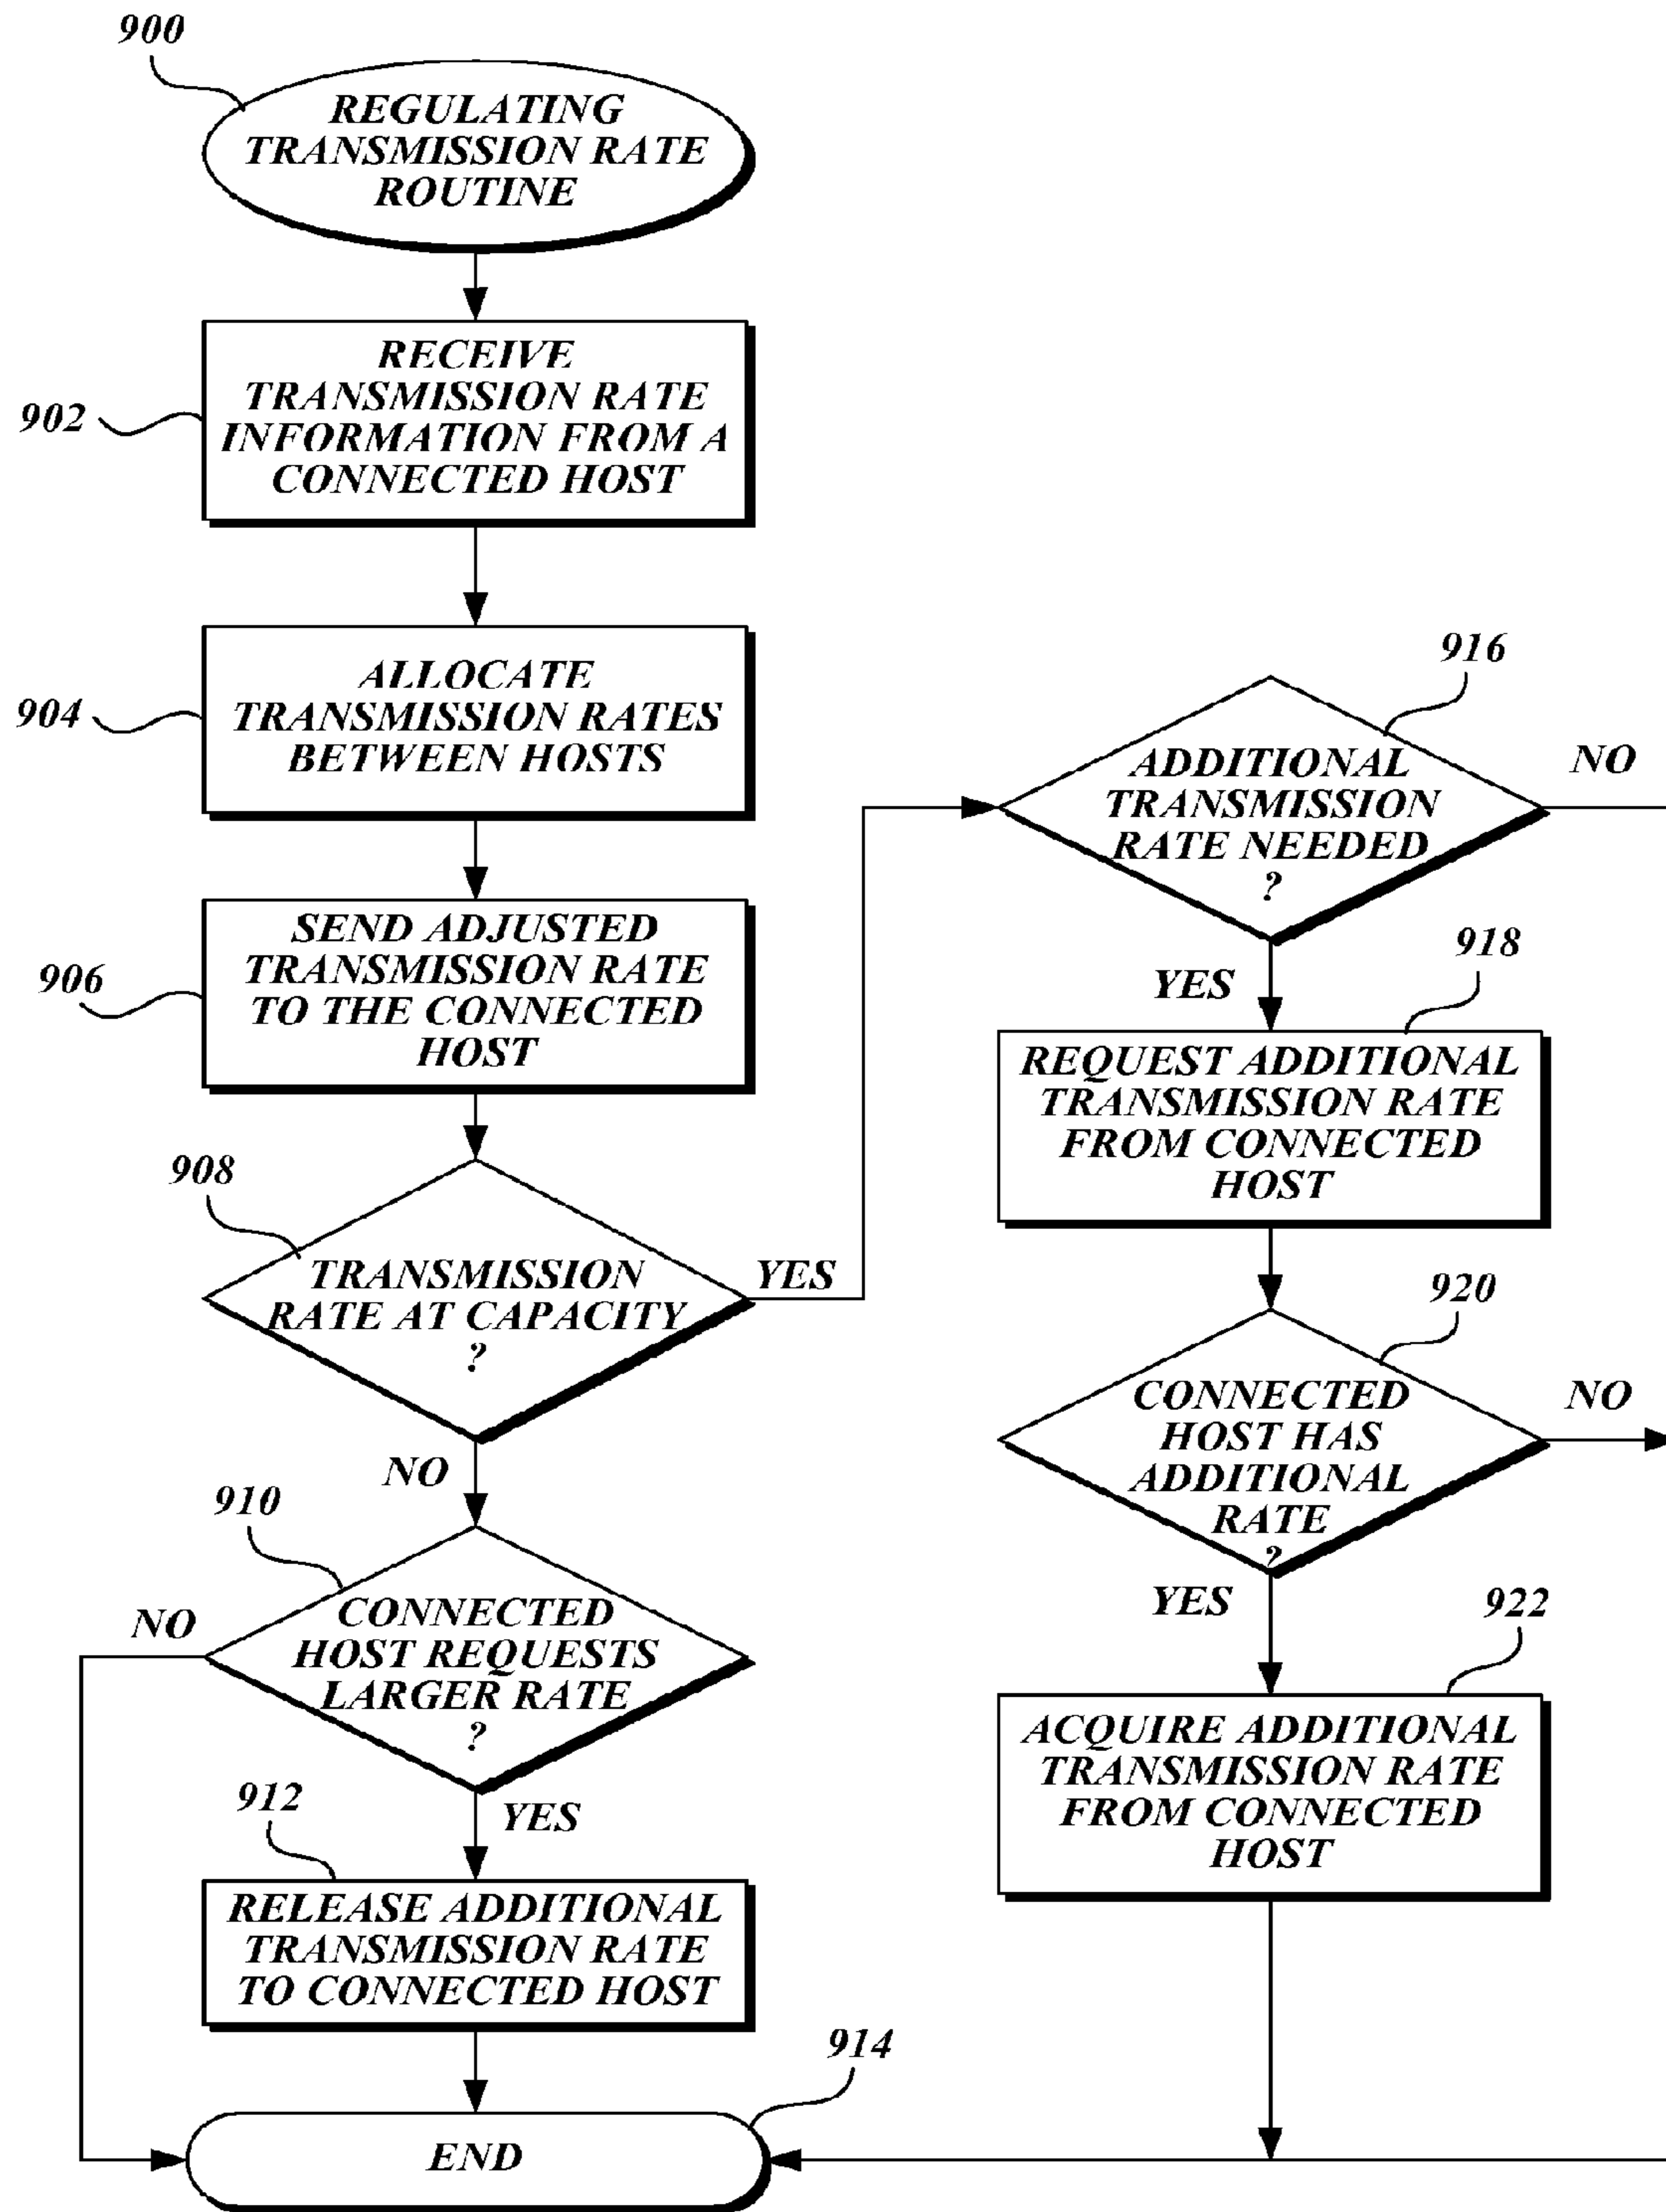 900
REGULATING
TRANSMISSION RATE
ROUTINE
902
RECEIVE
TRANSMISSION RATE
INFORMATION FROM A
CONNECTED HOST
904
ALLOCATE
TRANSMISSION RATES
BETWEEN HOSTS
906
SEND ADJUSTED
TRANSMISSION RATE
TO THE CONNECTED
HOST
908
TRANSMISSION
RATE AT CAPACITY
?
YES
NO
910
CONNECTED
HOST REQUESTS
LARGER RATE
?
NO
YES
912
RELEASE ADDITIONAL
TRANSMISSION RATE
TO CONNECTED HOST
914
END
916
ADDITIONAL
TRANSMISSION
RATE NEEDED
?
NO
YES
918
REQUEST ADDITIONAL
TRANSMISSION RATE
FROM CONNECTED
HOST
920
CONNECTED
HOST HAS
ADDITIONAL
RATE
?
NO
YES
922
ACQUIRE ADDITIONAL
TRANSMISSION RATE
FROM CONNECTED
HOST